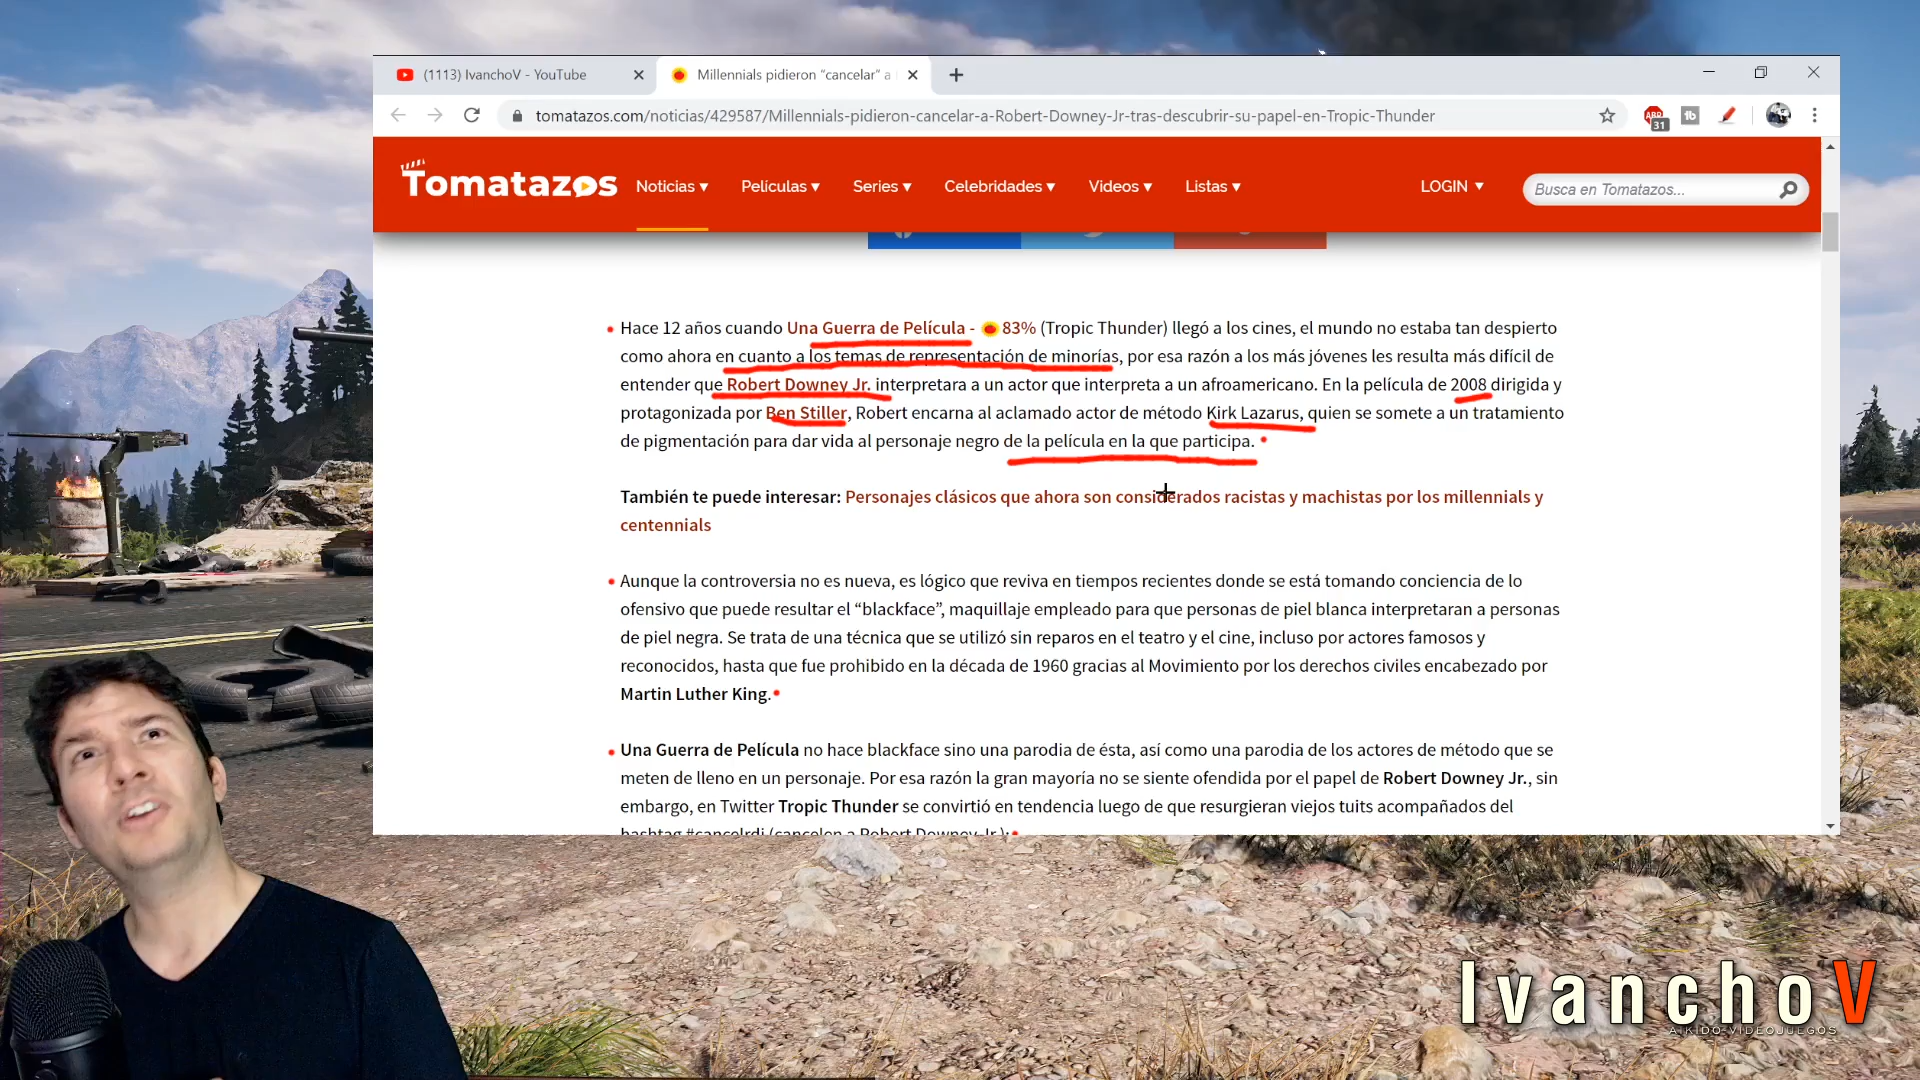 (1113) IvanchoV - YouTube
Millennials pidieron "cancelar" a
tomatazos.com/noticias/429587/Millennials-pidieron-cancelar-a-Robert-Downey-Jr-tras-descubrir-su-papel-en-Tropic-Thunder
ABP
31
tb
Tomatazos
Noticias ▾
Películas ▾
Series ▾
Celebridades ▾
Videos ▾
Listas ▾
LOGIN ▾
Busca en Tomatazos...
Hace 12 años cuando Una Guerra de Película - 83% (Tropic Thunder) llegó a los cines, el mundo no estaba tan despierto
como ahora en cuanto a los temas de representación de minorías, por esa razón a los más jóvenes les resulta más difícil de
entender que Robert Downey Jr. interpretara a un actor que interpreta a un afroamericano. En la película de 2008 dirigida y
protagonizada por Ben Stiller, Robert encarna al aclamado actor de método Kirk Lazarus, quien se somete a un tratamiento
de pigmentación para dar vida al personaje negro de la película en la que participa.
También te puede interesar: Personajes clásicos que ahora son considerados racistas y machistas por los millennials y
centennials
Aunque la controversia no es nueva, es lógico que reviva en tiempos recientes donde se está tomando conciencia de lo
ofensivo que puede resultar el “blackface”, maquillaje empleado para que personas de piel blanca interpretaran a personas
de piel negra. Se trata de una técnica que se utilizó sin reparos en el teatro y el cine, incluso por actores famosos y
reconocidos, hasta que fue prohibido en la década de 1960 gracias al Movimiento por los derechos civiles encabezado por
Martin Luther King.
Una Guerra de Película no hace blackface sino una parodia de ésta, así como una parodia de los actores de método que se
meten de lleno en un personaje. Por esa razón la gran mayoría no se siente ofendida por el papel de Robert Downey Jr., sin
embargo, en Twitter Tropic Thunder se convirtió en tendencia luego de que resurgieran viejos tuits acompañados del
hashtag #cancelrdj (cancelen a Robert Downey Jr.):
IvanchoV
AIKIDO-VIDEOJUEGOS